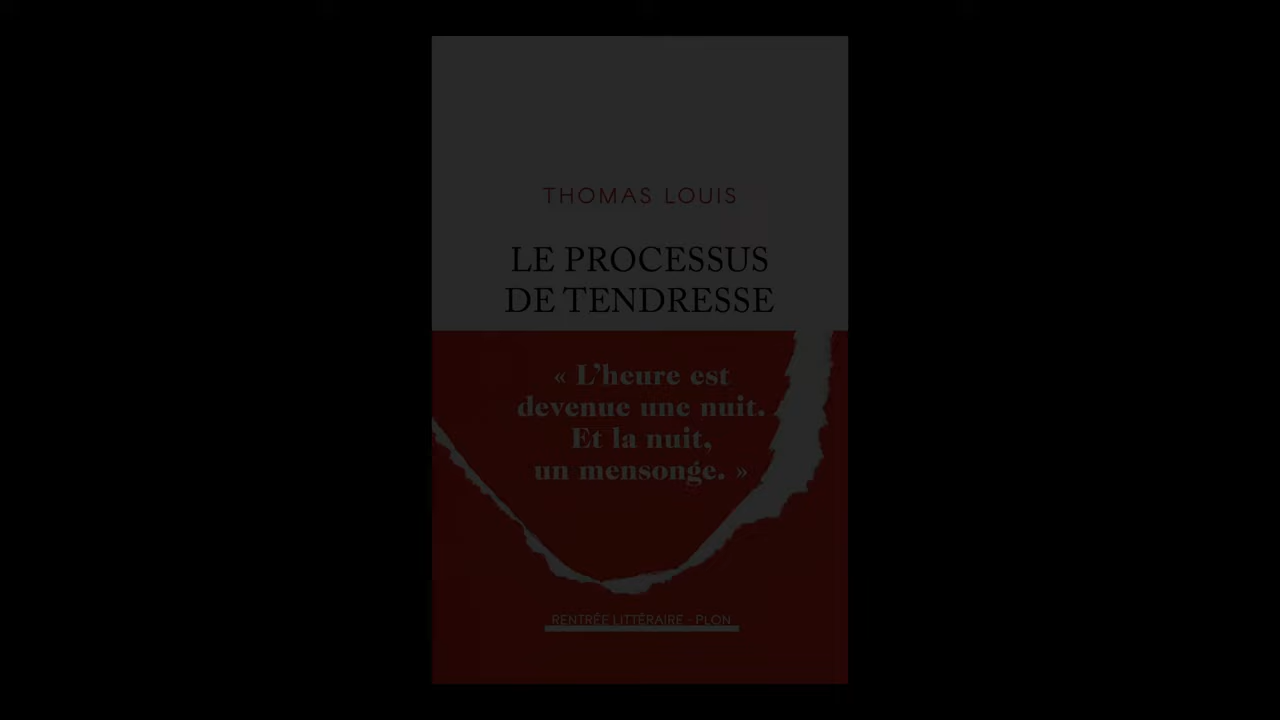 THOMAS LOUIS
LE PROCESSUS
DE TENDRESSE
« L’heure est
devenue une nuit.
Et la nuit,
un mensonge. »
RENTRÉE LITTÉRAIRE - PLON